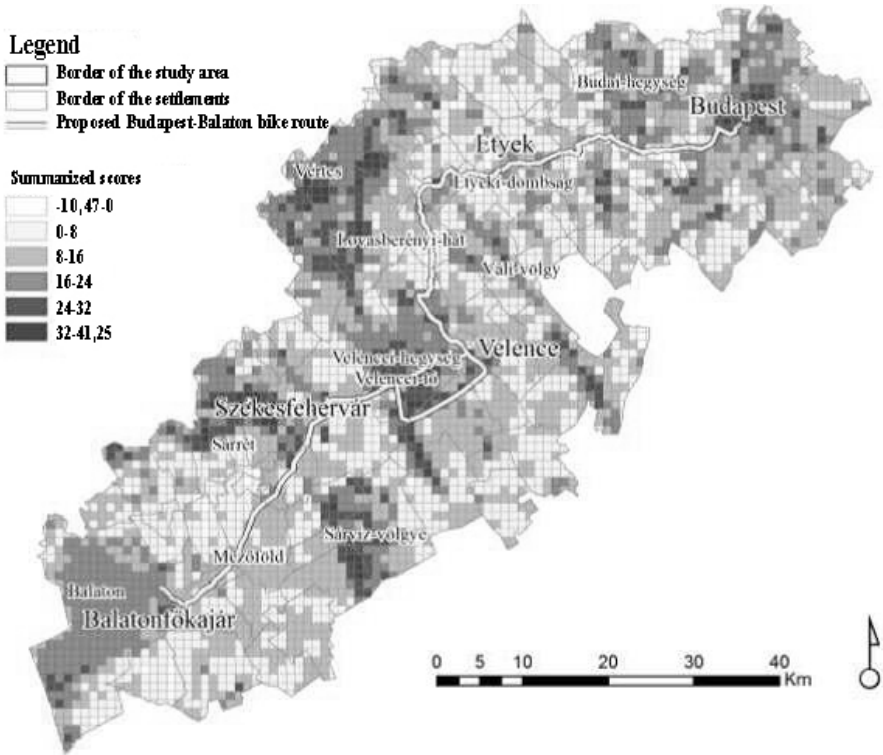 Legend
Border of the study area
Border of the settlements
Proposed Budapest-Balaton bike route
Summarized scores
-10,47-0
0-8
8-16
16-24
24-32
32-41,25
Budai-hegység
Budapest
Etyek
Etyeki-dombság
Vértes
Lovasberényi-hát
Váli-völgy
Velence
Velencei-hegység
Velencei-tó
Székesfehérvár
Sárrét
Sárvíz-völgye
Mezőföld
Balaton
Balatonfőkajár
0 5 10 20 30 40
Km